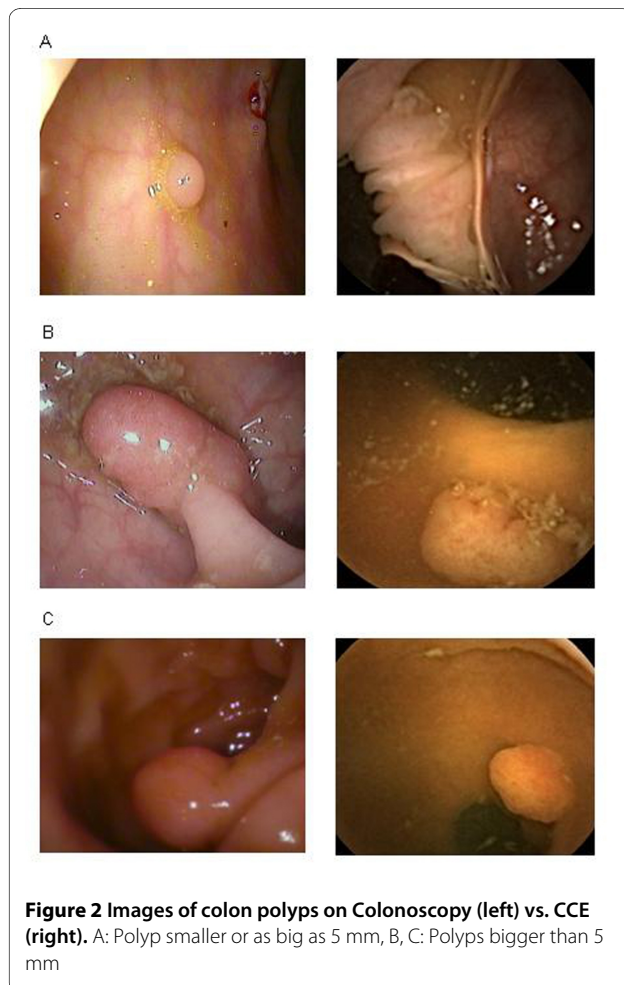 A
B
C
Figure 2 Images of colon polyps on Colonoscopy (left) vs. CCE
(right). A: Polyp smaller or as big as 5 mm, B, C: Polyps bigger than 5
mm